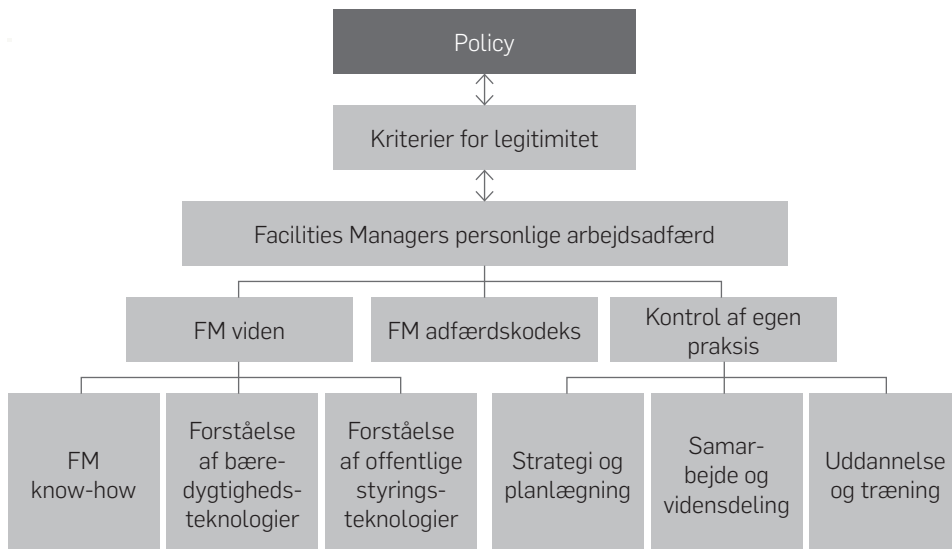 Policy
Kriterier for legitimitet
Facilities Managers personlige arbejdsadfærd
FM viden
FM adfærdskodeks
Kontrol af egen
praksis
FM
know-how
Forståelse
af bære-
dygtigheds-
teknologier
Forståelse
af offentlige
styrings-
teknologier
Strategi og
planlægning
Samar-
bejde og
vidensdeling
Uddannelse
og træning